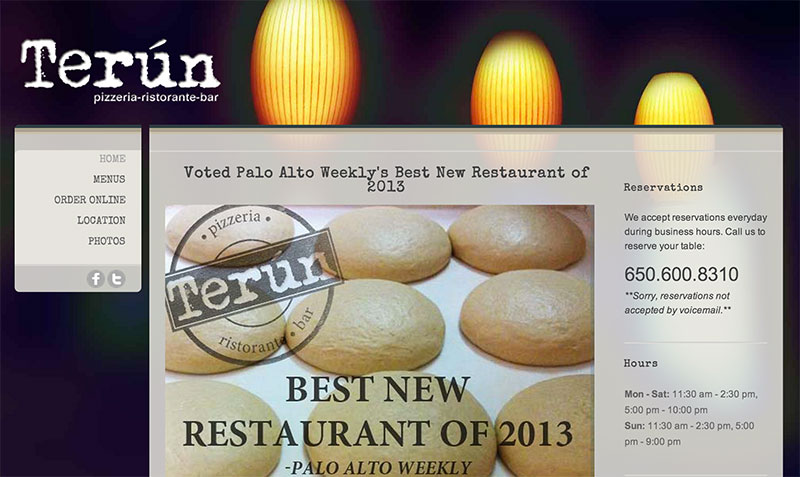 Terún
pizzeria-ristorante-bar
HOME
MENUS
ORDER ONLINE
LOCATION
PHOTOS
f t
Voted Palo Alto Weekly's Best New Restaurant of
2013
• pizzeria •
Terún
ristorante • bar
BEST NEW
RESTAURANT OF 2013
-PALO ALTO WEEKLY
Reservations
We accept reservations everyday
during business hours. Call us to
reserve your table:
650.600.8310
**Sorry, reservations not
accepted by voicemail.**
Hours
Mon - Sat: 11:30 am - 2:30 pm,
5:00 pm - 10:00 pm
Sun: 11:30 am - 2:30 pm, 5:00
pm - 9:00 pm